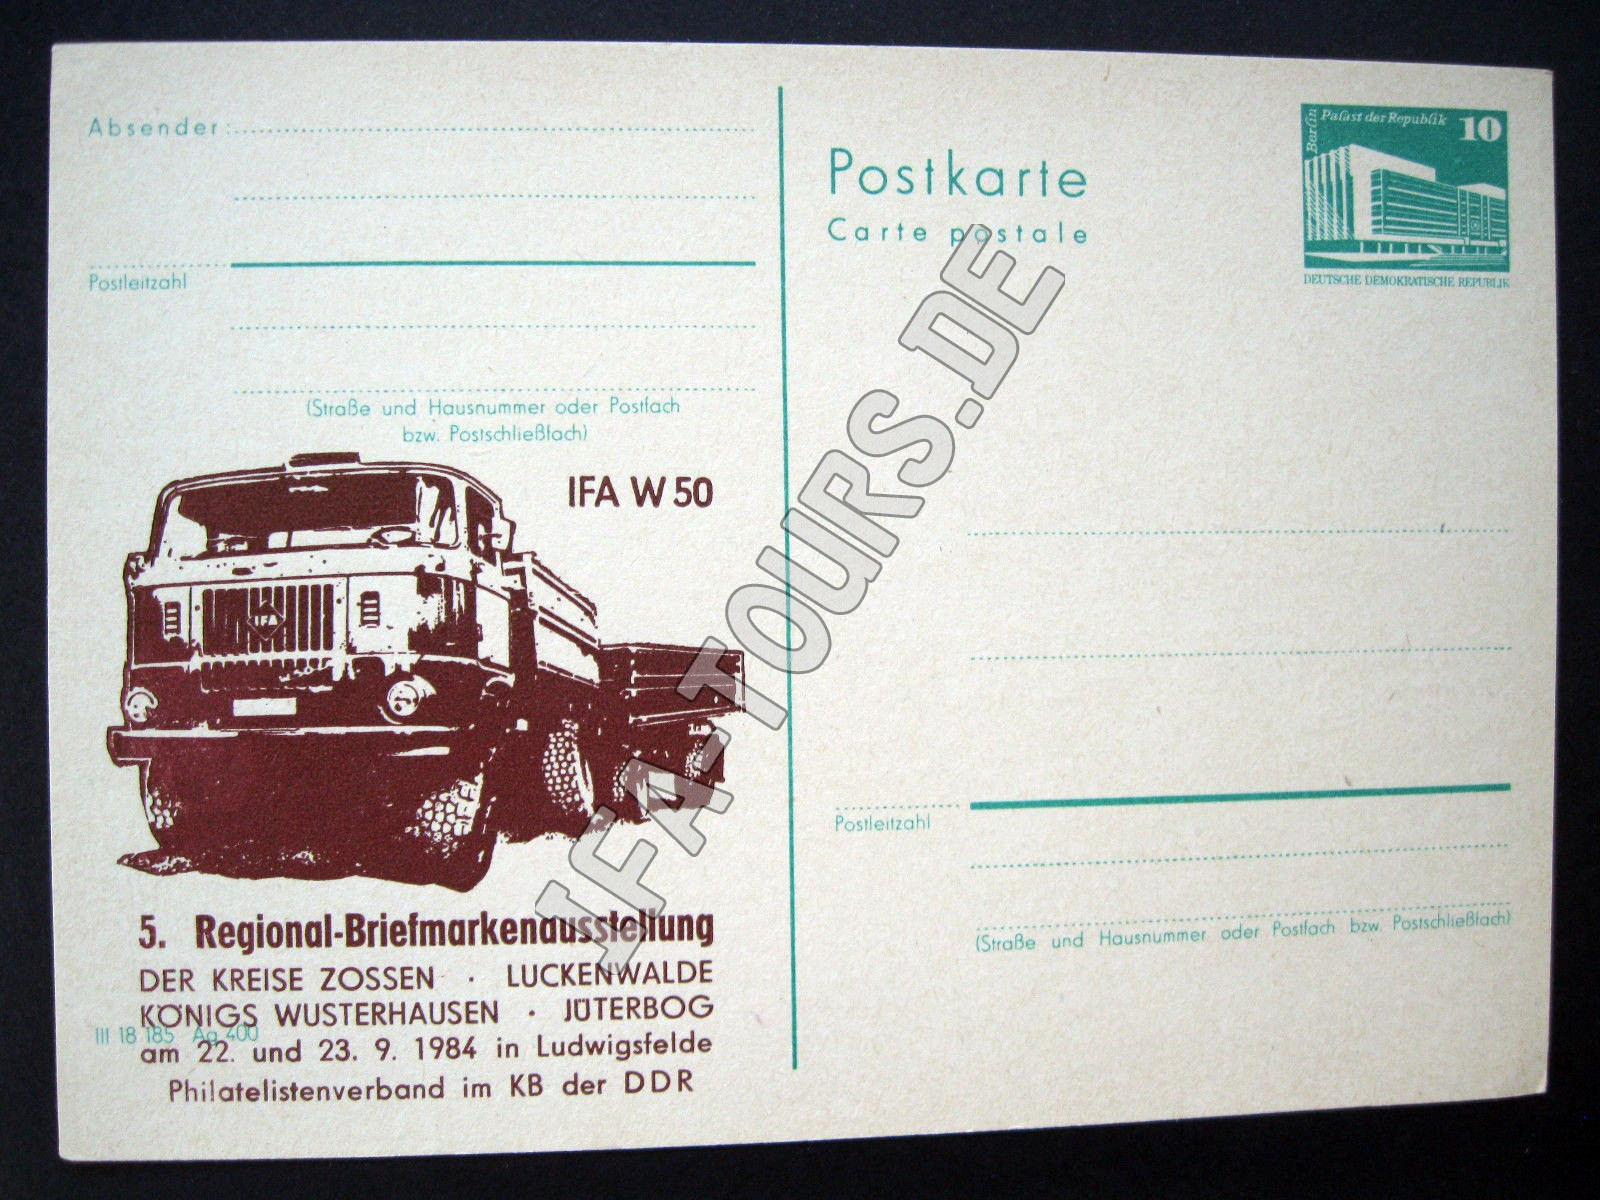 Absender:
Postleitzahl
(Straße und Hausnummer oder Postfach
bzw. Postschließfach)
IFA W 50
IFA
5. Regional-Briefmarkenausstellung
DER KREISE ZOSSEN · LUCKENWALDE
KÖNIGS WUSTERHAUSEN · JÜTERBOG
III 18 185 Ag 400
am 22. und 23. 9. 1984 in Ludwigsfelde
Philatelistenverband im KB der DDR
Postkarte
Carte postale
Berlin
Palast der Republik
10
DEUTSCHE DEMOKRATISCHE REPUBLIK
Postleitzahl
(Straße und Hausnummer oder Postfach bzw. Postschließfach)
IFA-TOURS.DE